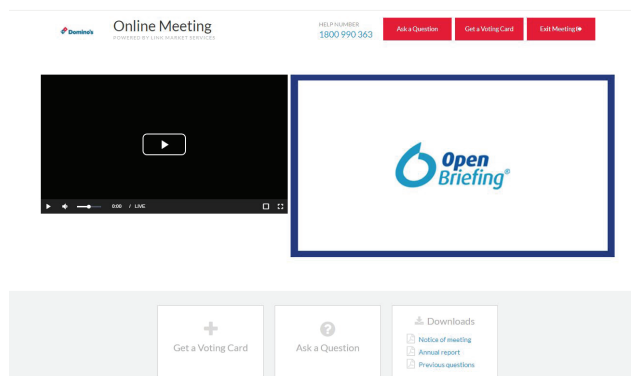 Domino's
Online Meeting
POWERED BY LINK MARKET SERVICES
HELP NUMBER
1800 990 363
Ask a Question
Get a Voting Card
Exit Meeting
0:00 / LIVE
Open
Briefing®
Get a Voting Card
Ask a Question
Downloads
Notice of meeting
Annual report
Previous questions